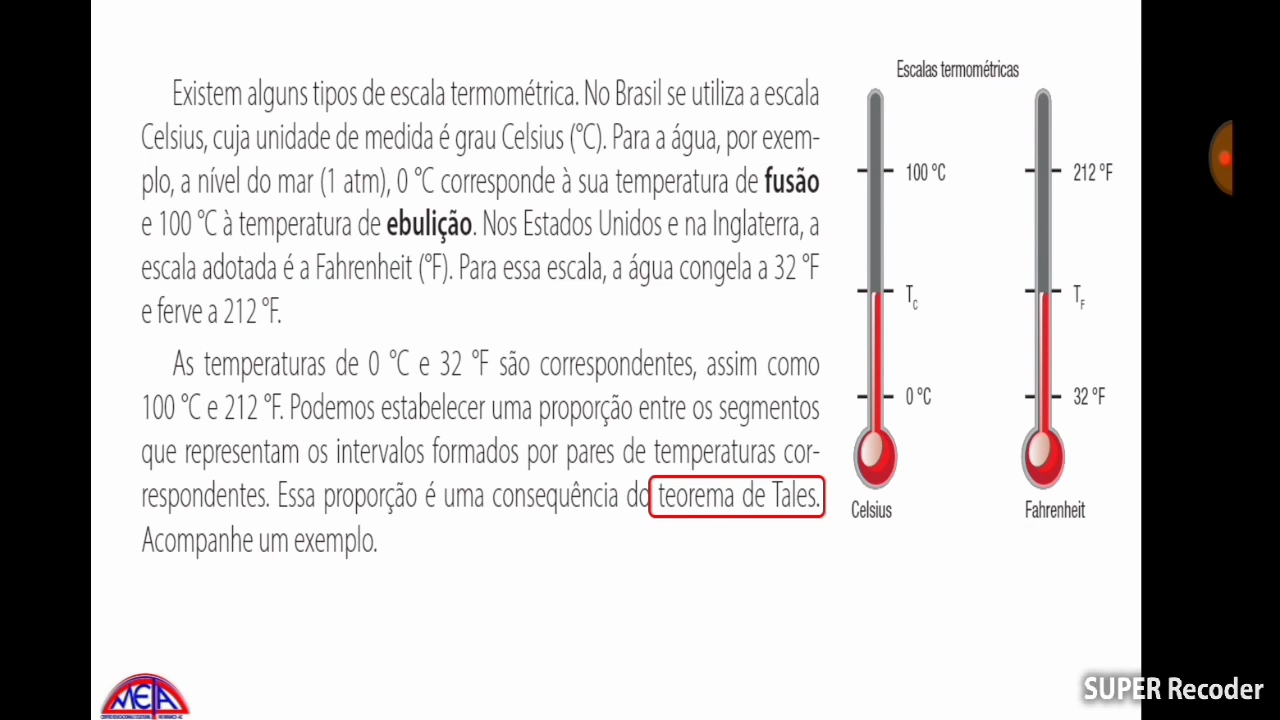 Existem alguns tipos de escala termométrica. No Brasil se utiliza a escala
Celsius, cuja unidade de medida é grau Celsius (°C). Para a água, por exem-
plo, a nível do mar (1 atm), 0 °C corresponde à sua temperatura de fusão
e 100 °C à temperatura de ebulição. Nos Estados Unidos e na Inglaterra, a
escala adotada é a Fahrenheit (°F). Para essa escala, a água congela a 32 °F
e ferve a 212 °F.
As temperaturas de 0 °C e 32 °F são correspondentes, assim como
100 °C e 212 °F. Podemos estabelecer uma proporção entre os segmentos
que representam os intervalos formados por pares de temperaturas cor-
respondentes. Essa proporção é uma consequência do teorema de Tales.
Acompanhe um exemplo.
Escalas termométricas
100 °C
T_C
0 °C
Celsius
212 °F
T_F
32 °F
Fahrenheit
META
SUPER Recoder